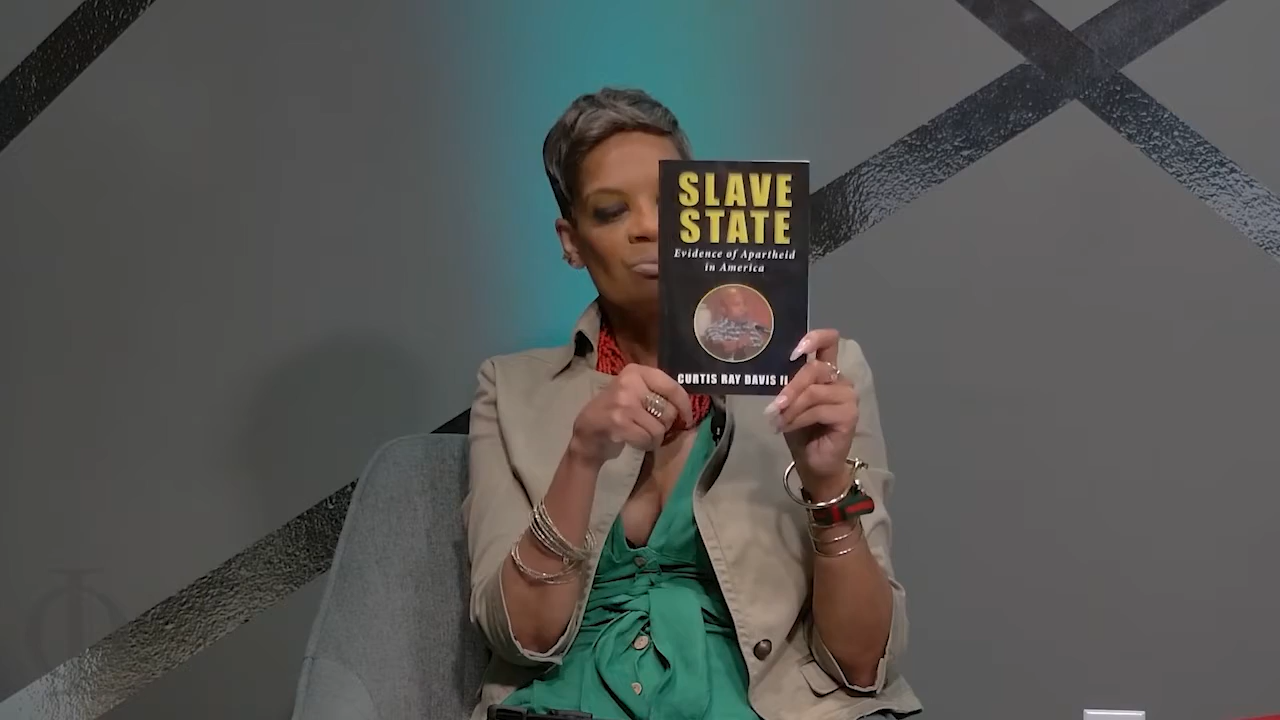 SLAVE
STATE
Evidence of Apartheid
in America
CURTIS RAY DAVIS II